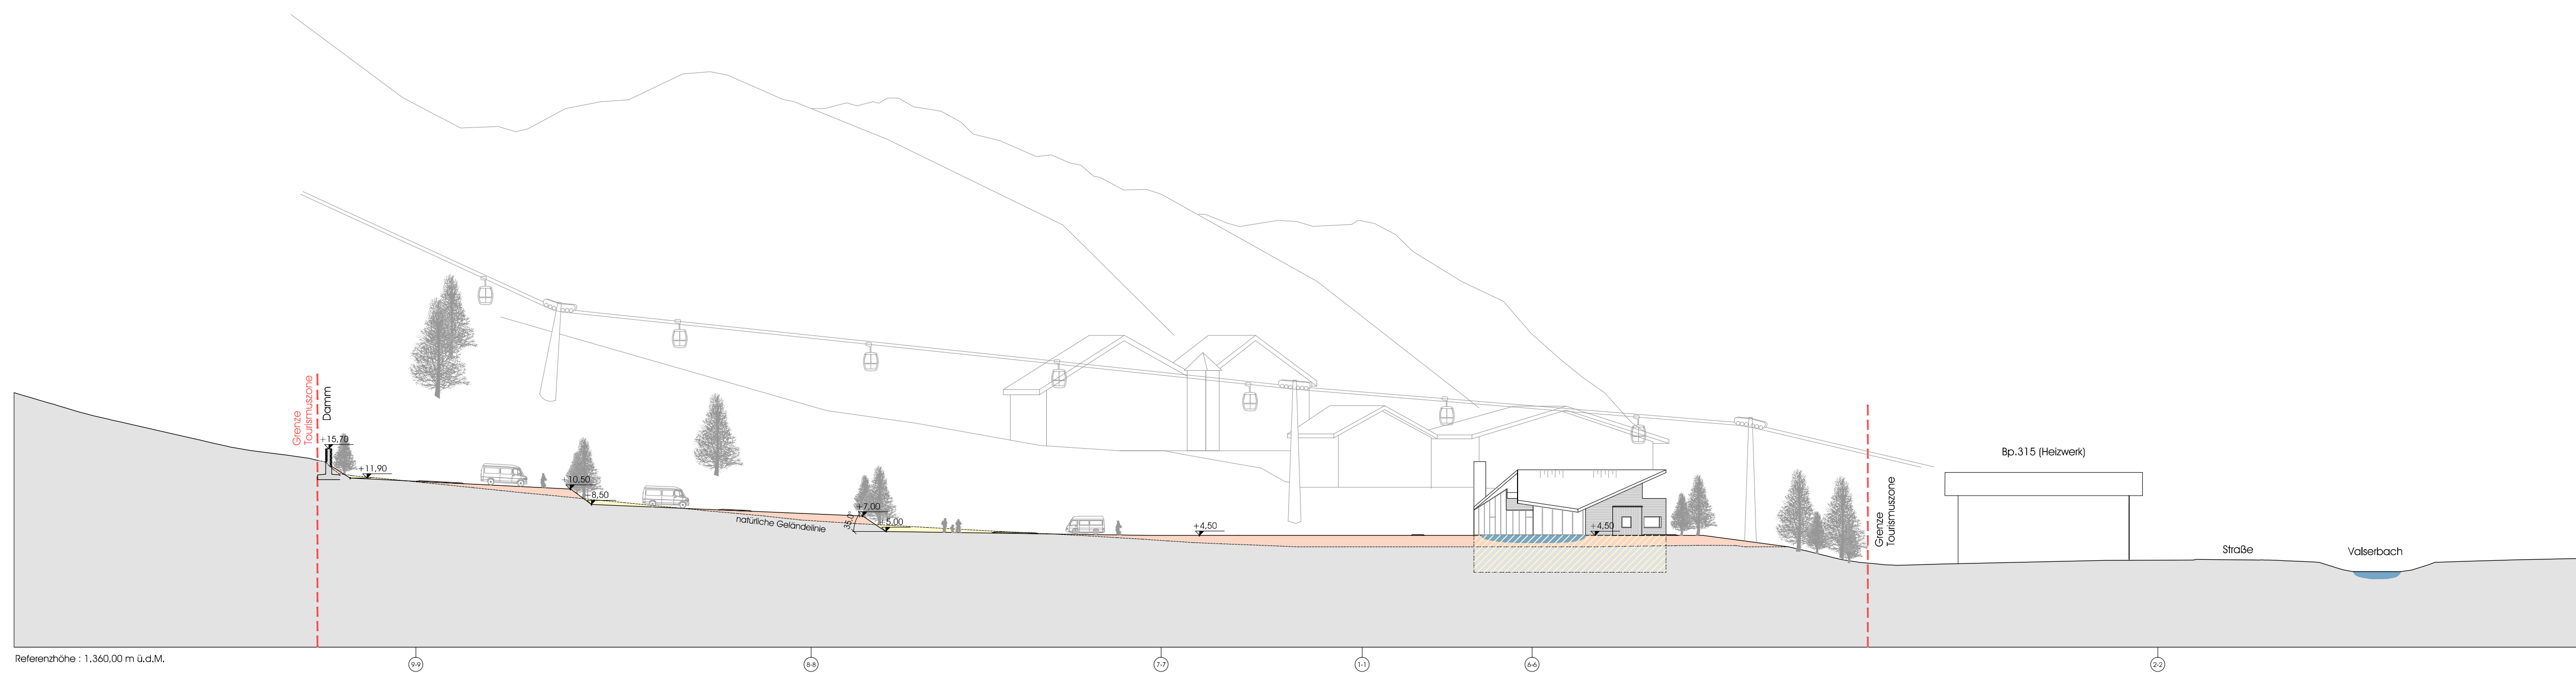 Grenze
Tourismuszone
Damm
+15,70
+11,90
+10,50
+8,50
natürliche Geländelinie
35.0°
+7,00
+5,00
+4,50
+4,50
Grenze
Tourismuszone
Bp.315 (Heizwerk)
Straße
Valserbach
Referenzhöhe : 1.360,00 m ü.d.M.
9-9
8-8
7-7
1-1
6-6
2-2